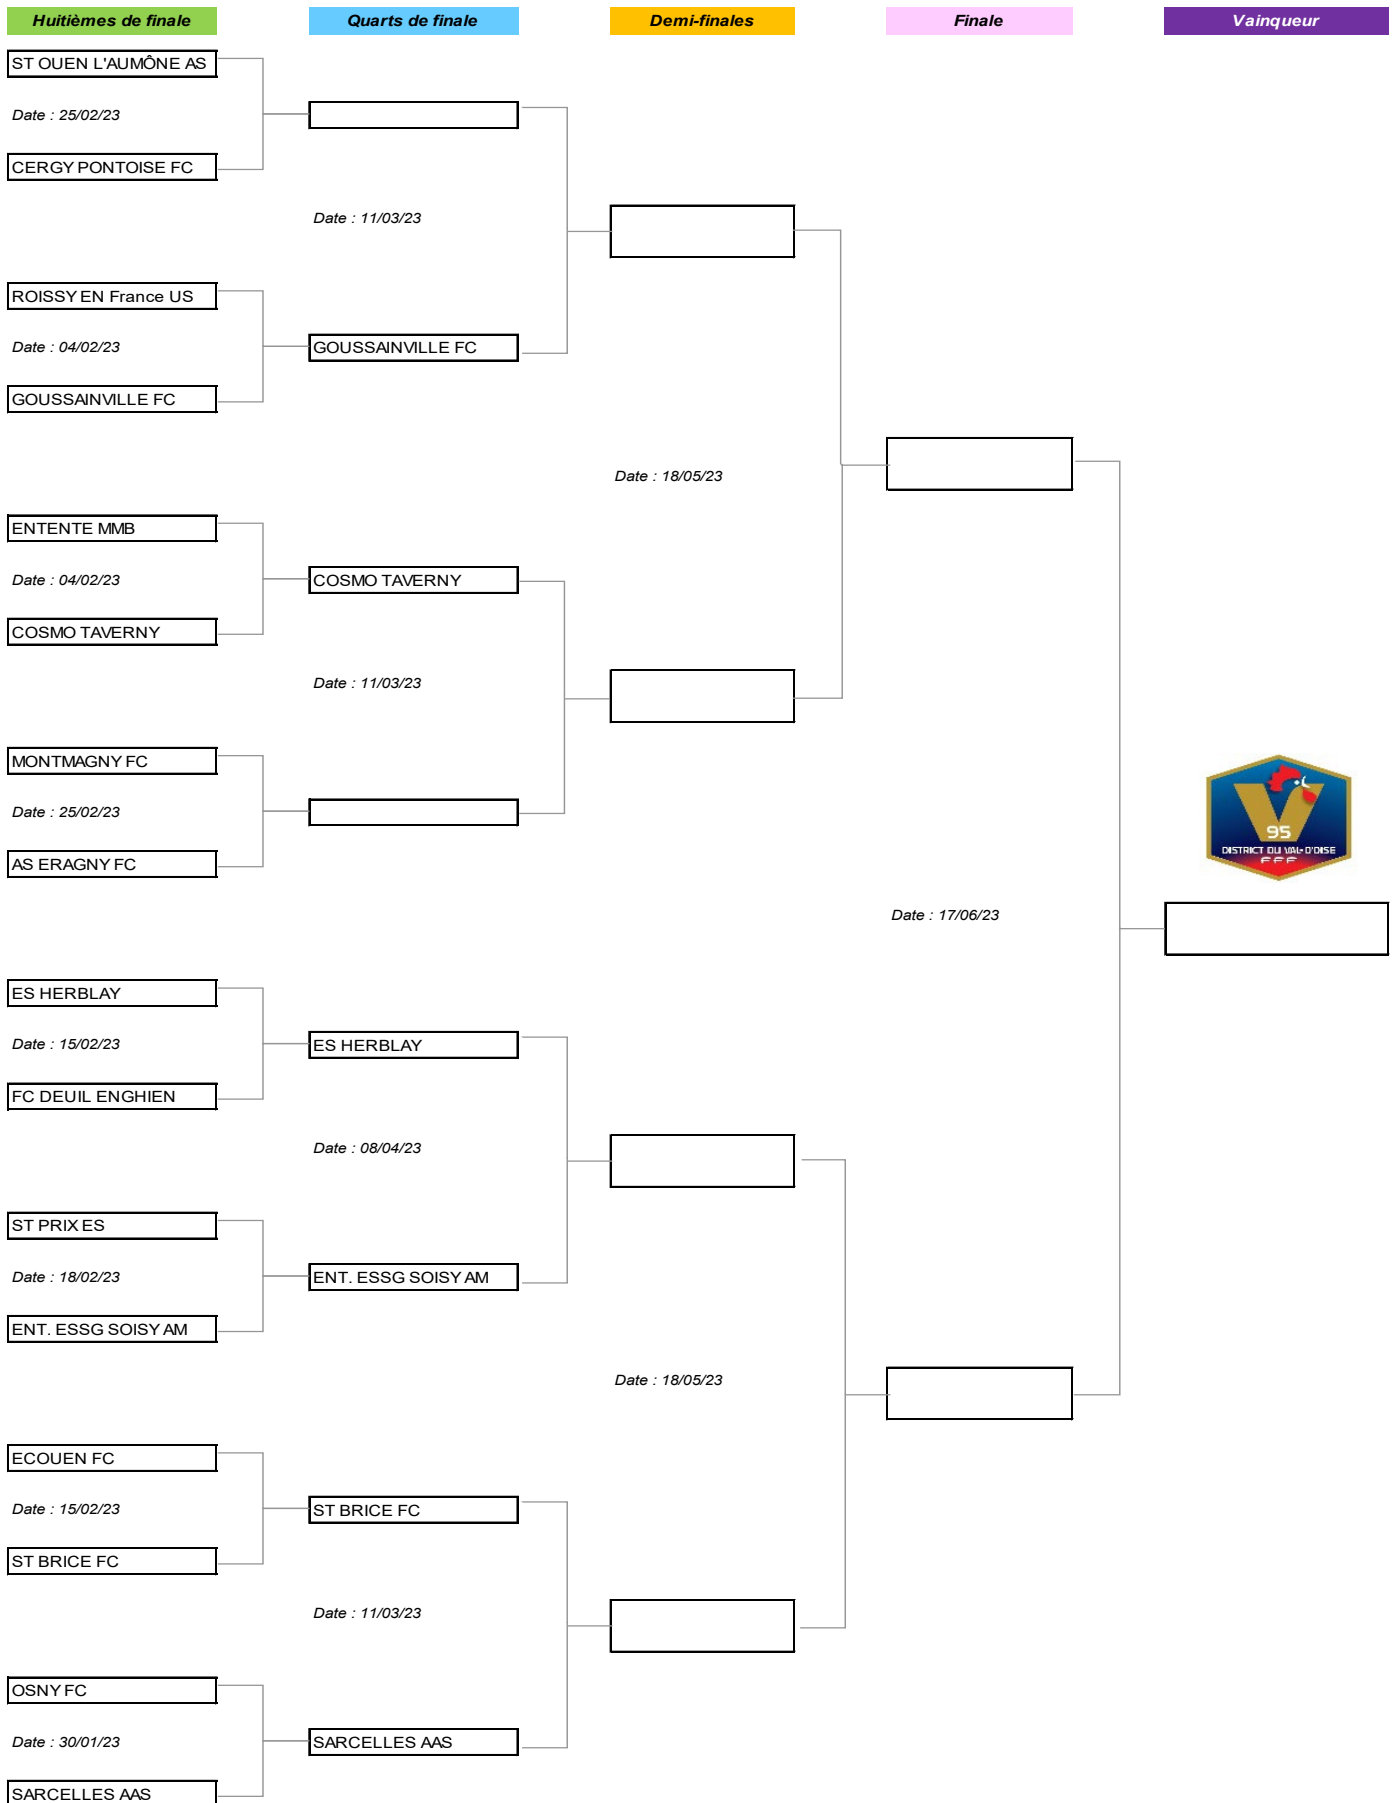 Huitièmes de finale
Quarts de finale
Demi-finales
Finale
Vainqueur
ST OUEN L'AUMÔNE AS
Date : 25/02/23
CERGY PONTOISE FC
Date : 11/03/23
ROISSY EN France US
Date : 04/02/23
GOUSSAINVILLE FC
GOUSSAINVILLE FC
Date : 18/05/23
ENTENTE MMB
Date : 04/02/23
COSMO TAVERNY
COSMO TAVERNY
Date : 11/03/23
MONTMAGNY FC
Date : 25/02/23
AS ERAGNY FC
95
DISTRICT DU VAL-D'OISE
FFF
Date : 17/06/23
ES HERBLAY
Date : 15/02/23
ES HERBLAY
FC DEUIL ENGHIEN
Date : 08/04/23
ST PRIX ES
Date : 18/02/23
ENT. ESSG SOISY AM
ENT. ESSG SOISY AM
Date : 18/05/23
ECOUEN FC
Date : 15/02/23
ST BRICE FC
ST BRICE FC
Date : 11/03/23
OSNY FC
Date : 30/01/23
SARCELLES AAS
SARCELLES AAS